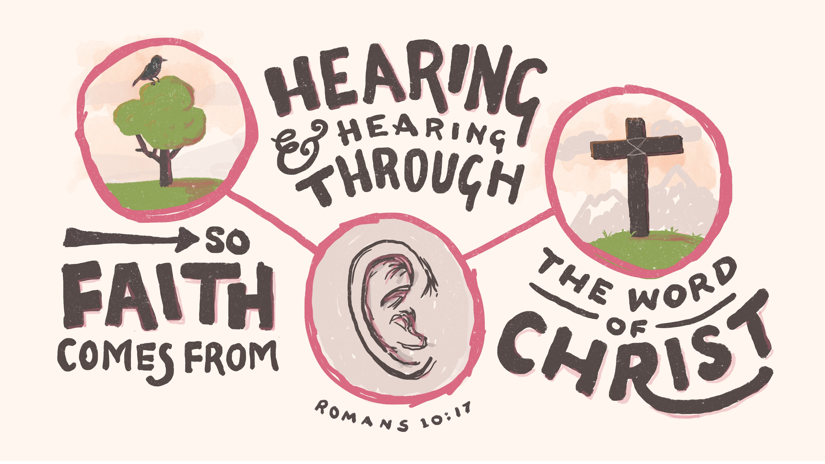 SO
FAITH
COMES FROM
HEARING
& HEARING
THROUGH
THE WORD
OF
CHRIST
ROMANS 10:17